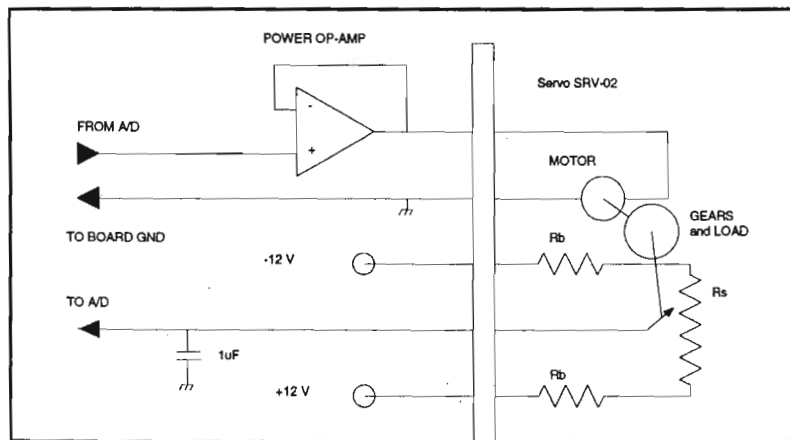 POWER OP-AMP
Servo SRV-02
-
FROM A/D
+
MOTOR
TO BOARD GND
GEARS
and LOAD
Rb
-12 V
Rs
TO A/D
1uF
Rb
+12 V